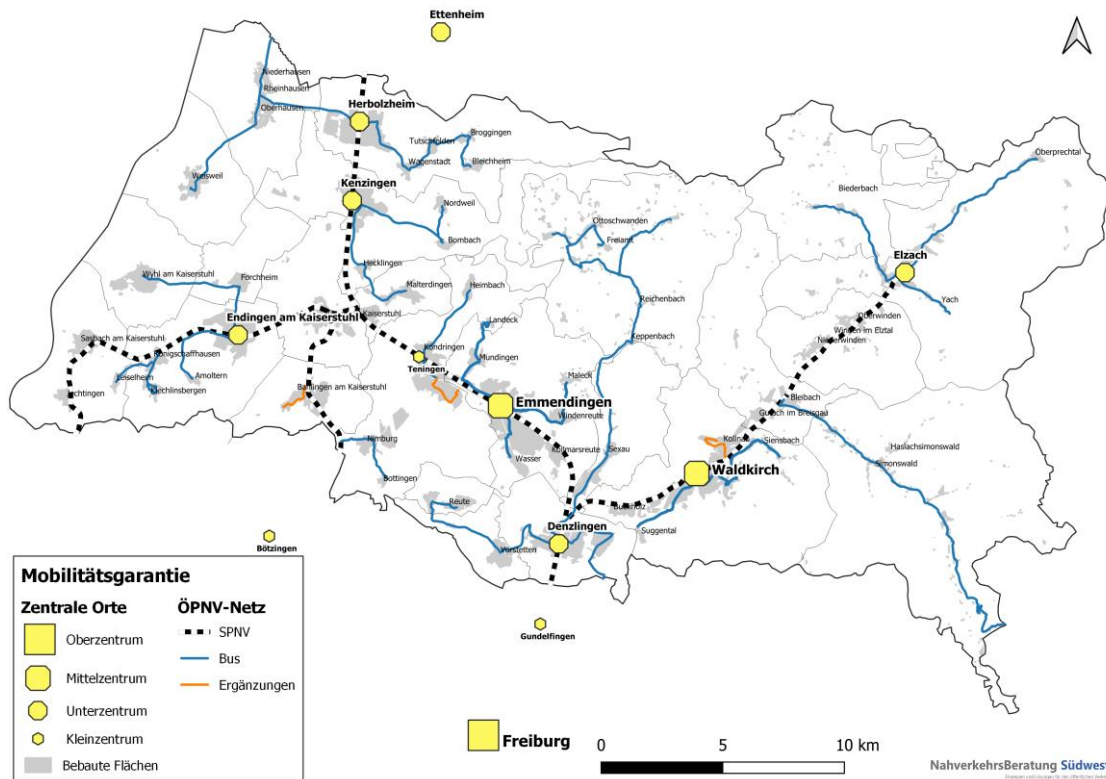 Ettenheim
Niederhausen
Rheinhausen
Oberhausen
Herbolzheim
Tutschfelden
Broggingen
Wagenstadt
Bleichheim
Weisweil
Kenzingen
Nordweil
Bombach
Oberprechtal
Biederbach
Ottoschwanden
Freiamt
Elzach
Yach
Hecklingen
Malterdingen
Heimbach
Wyhl am Kaiserstuhl
Forchheim
Reichenbach
Landeck
Keppenbach
Endingen am Kaiserstuhl
Kaiserstuhl
Oberwinden
Winden im Elztal
Niederwinden
Sasbach am Kaiserstuhl
Königschaffhausen
Köndringen
Mundingen
Teningen
Leiselheim
Amoltern
Kiechlinsbergen
Bahlingen am Kaiserstuhl
Maleck
Emmendingen
Windenreute
Bleibach
Gutach im Breisgau
Nimburg
Wasser
Kollmarsreute
Sexau
Kollnau
Siensbach
Haslachsimonswald
Simonswald
Waldkirch
Bottingen
Reute
Buchholz
Suggental
Denzlingen
Vörstetten
Bötzingen
Gundelfingen
Freiburg
Mobilitätsgarantie
Zentrale Orte
Oberzentrum
Mittelzentrum
Unterzentrum
Kleinzentrum
Bebaute Flächen
ÖPNV-Netz
SPNV
Bus
Ergänzungen
0 5 10 km
NahverkehrsBeratung Südwest